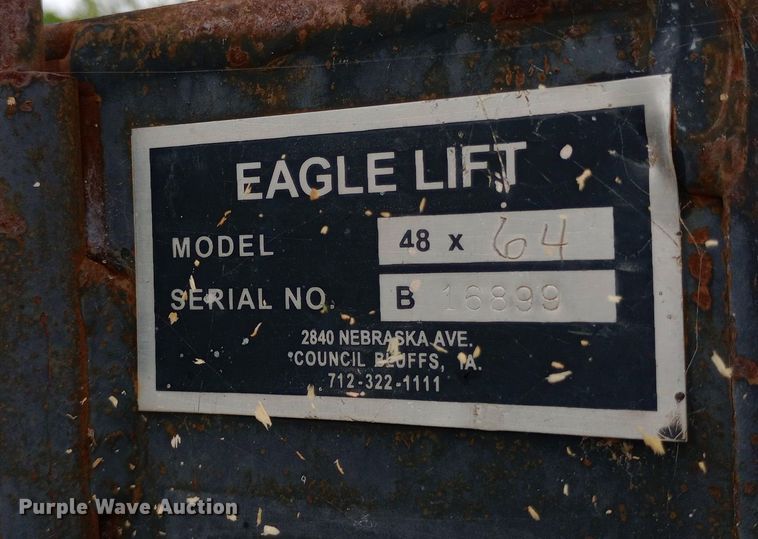 EAGLE LIFT
MODEL 48 x 64
SERIAL NO. B 16899
2840 NEBRASKA AVE.
COUNCIL BLUFFS, IA.
712-322-1111
Purple Wave Auction